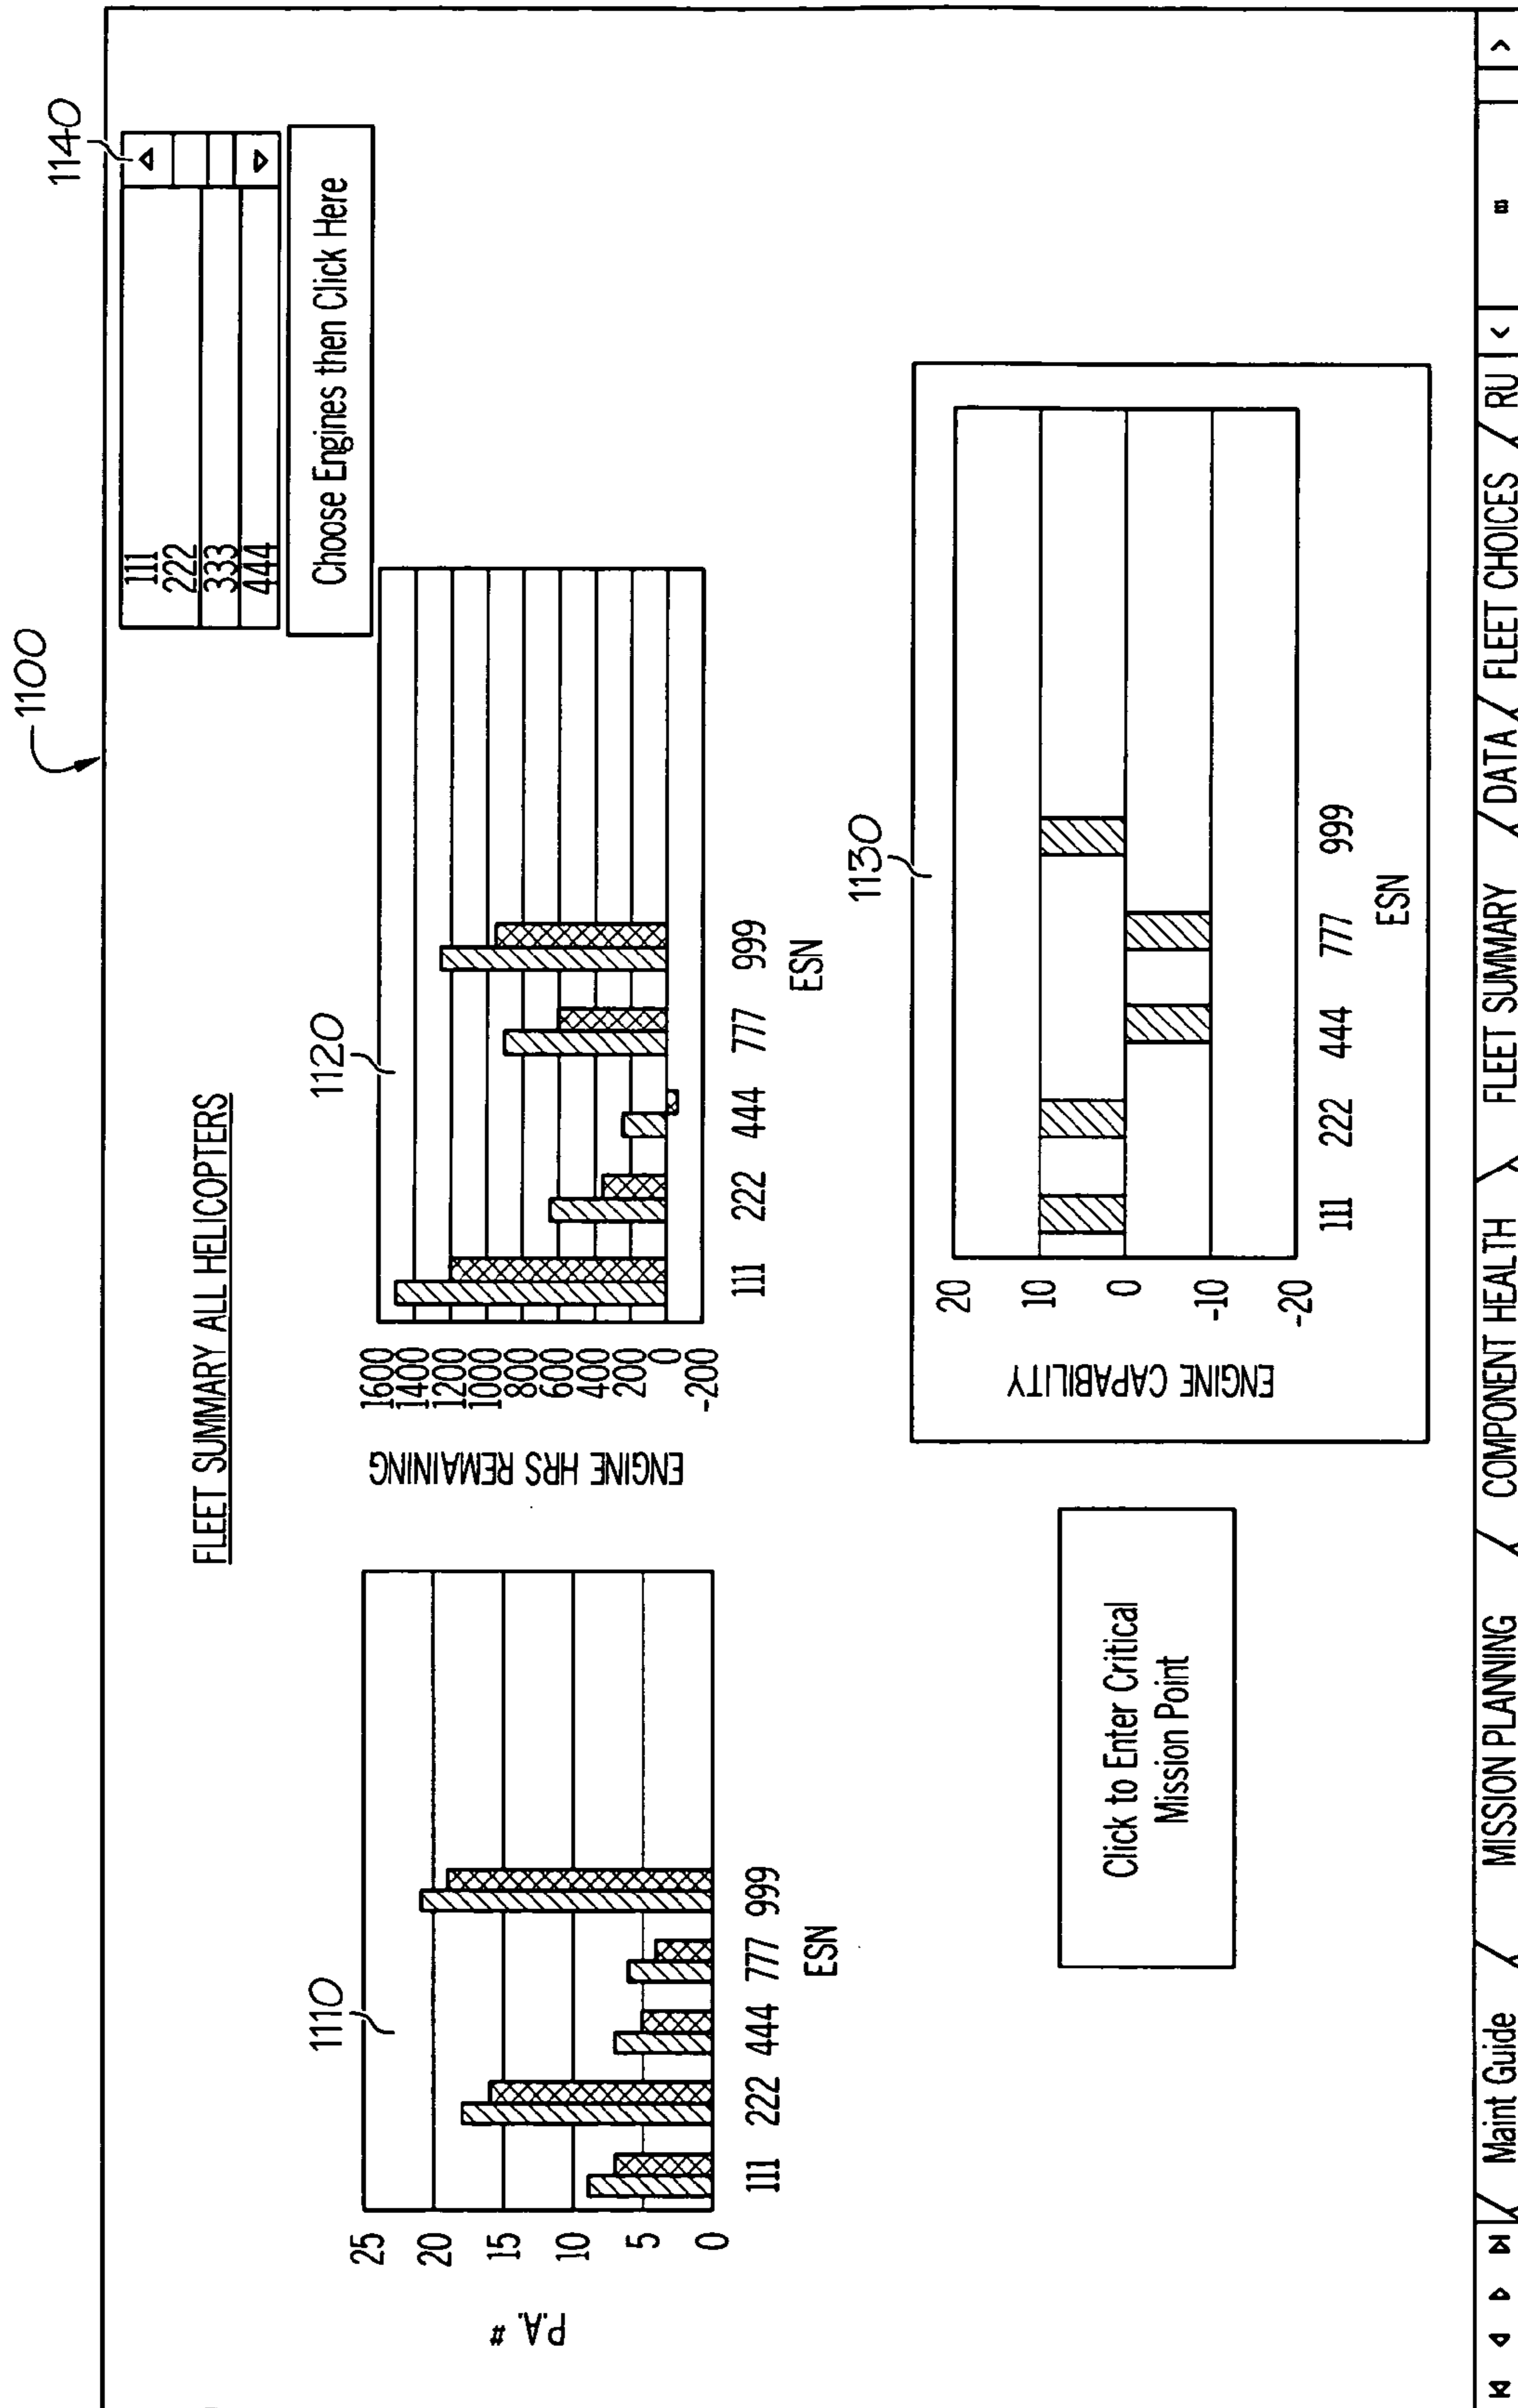 1100
1140
FLEET SUMMARY ALL HELICOPTERS
111
222
333
444
Choose Engines then Click Here
1110
25
20
15
10
5
0
P.A. #
111 222 444 777 999
ESN
1120
1600
1400
1200
1000
800
600
400
200
0
-200
ENGINE HRS REMAINING
111 222 444 777 999
ESN
Click to Enter Critical
Mission Point
1130
20
10
0
-10
-20
ENGINE CAPABILITY
111 222 444 777 999
ESN
Maint Guide / MISSION PLANNING / COMPONENT HEALTH \ FLEET SUMMARY / DATA / FLEET CHOICES / RU